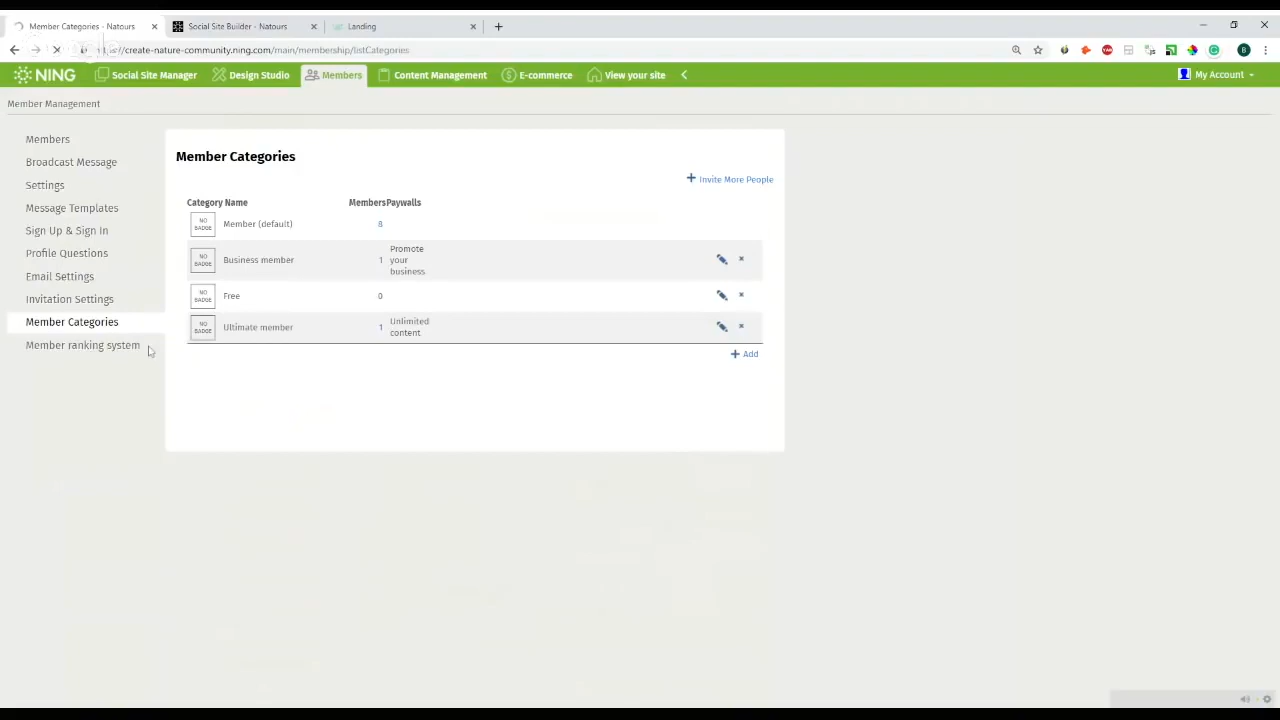 Member Categories - Natours
Social Site Builder - Natours
Landing
create-nature-community.ning.com/main/membership/listCategories
B
NING
Social Site Manager
Design Studio
Members
Content Management
E-commerce
View your site
My Account
Member Management
Members
Broadcast Message
Settings
Message Templates
Sign Up & Sign In
Profile Questions
Email Settings
Invitation Settings
Member Categories
Member ranking system
Member Categories
+ Invite More People
Category Name MembersPaywalls
NO BADGE Member (default) 8
NO BADGE Business member 1 Promote your business
NO BADGE Free 0
NO BADGE Ultimate member 1 Unlimited content
+ Add